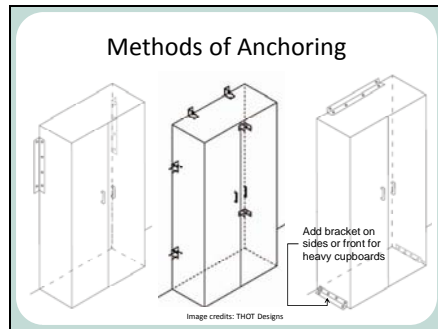 Methods of Anchoring
Add bracket on
sides or front for
heavy cupboards
Image credits: THOT Designs